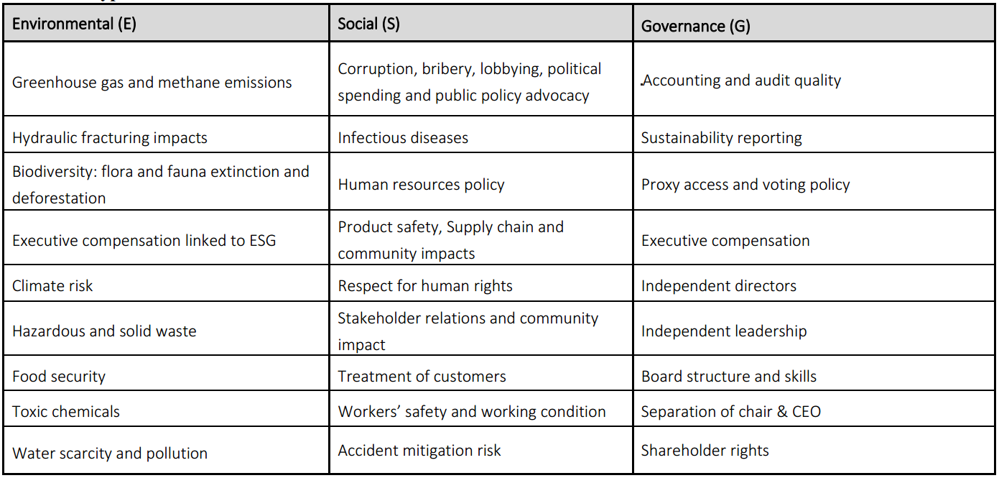 Environmental (E)
Social (S)
Governance (G)
Greenhouse gas and methane emissions
Corruption, bribery, lobbying, political
spending and public policy advocacy
.Accounting and audit quality
Hydraulic fracturing impacts
Infectious diseases
Sustainability reporting
Biodiversity: flora and fauna extinction and
deforestation
Human resources policy
Proxy access and voting policy
Executive compensation linked to ESG
Product safety, Supply chain and
community impacts
Executive compensation
Climate risk
Respect for human rights
Independent directors
Hazardous and solid waste
Stakeholder relations and community
impact
Independent leadership
Food security
Treatment of customers
Board structure and skills
Toxic chemicals
Workers’ safety and working condition
Separation of chair & CEO
Water scarcity and pollution
Accident mitigation risk
Shareholder rights